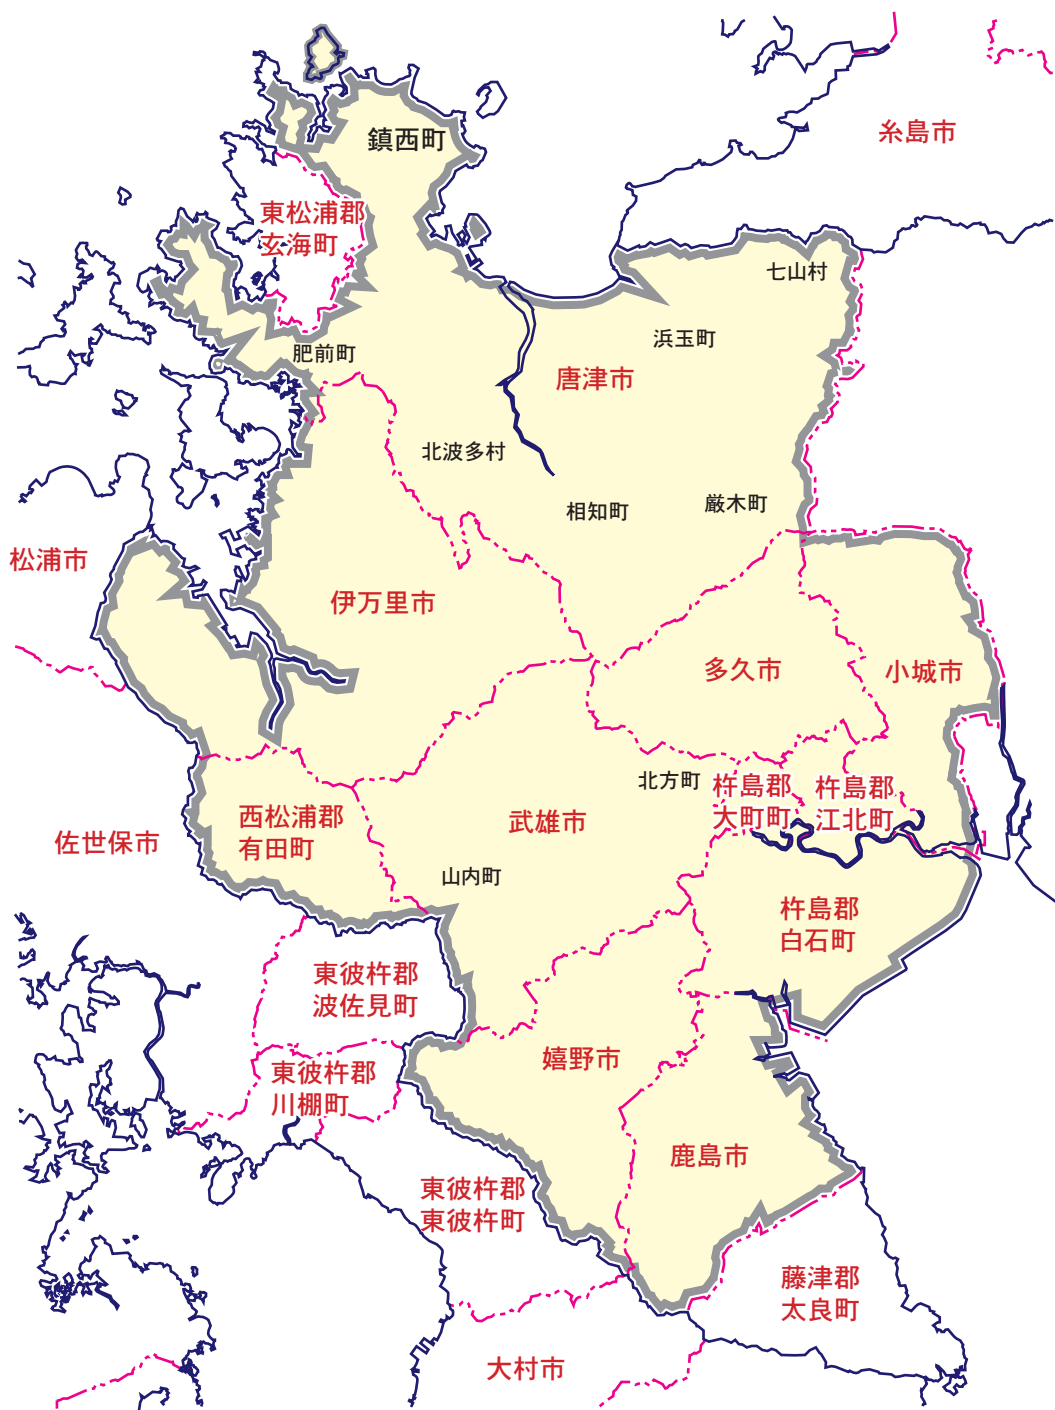 糸島市
鎮西町
東松浦郡
玄海町
七山村
浜玉町
肥前町
唐津市
北波多村
相知町
厳木町
松浦市
伊万里市
多久市
小城市
北方町
杵島郡
大町町
杵島郡
江北町
西松浦郡
有田町
武雄市
佐世保市
山内町
杵島郡
白石町
東彼杵郡
波佐見町
嬉野市
東彼杵郡
川棚町
鹿島市
東彼杵郡
東彼杵町
藤津郡
太良町
大村市